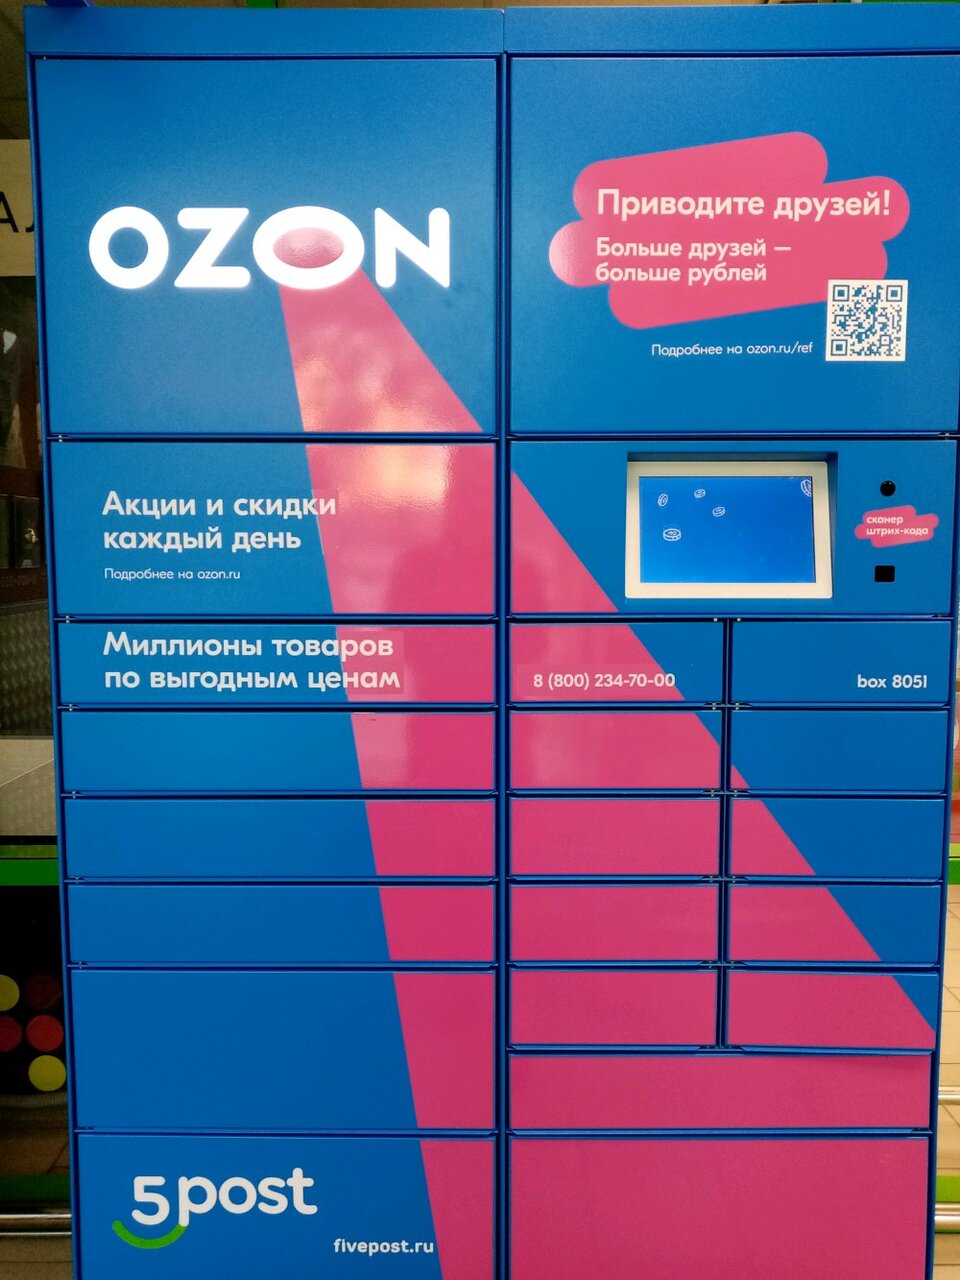 OZON
Приводите друзей!
Больше друзей —
больше рублей
Подробнее на ozon.ru/ref
Акции и скидки
каждый день
Подробнее на ozon.ru
сканер
штрих-кода
Миллионы товаров
по выгодным ценам
8 (800) 234-70-00
box 8051
5post
fivepost.ru